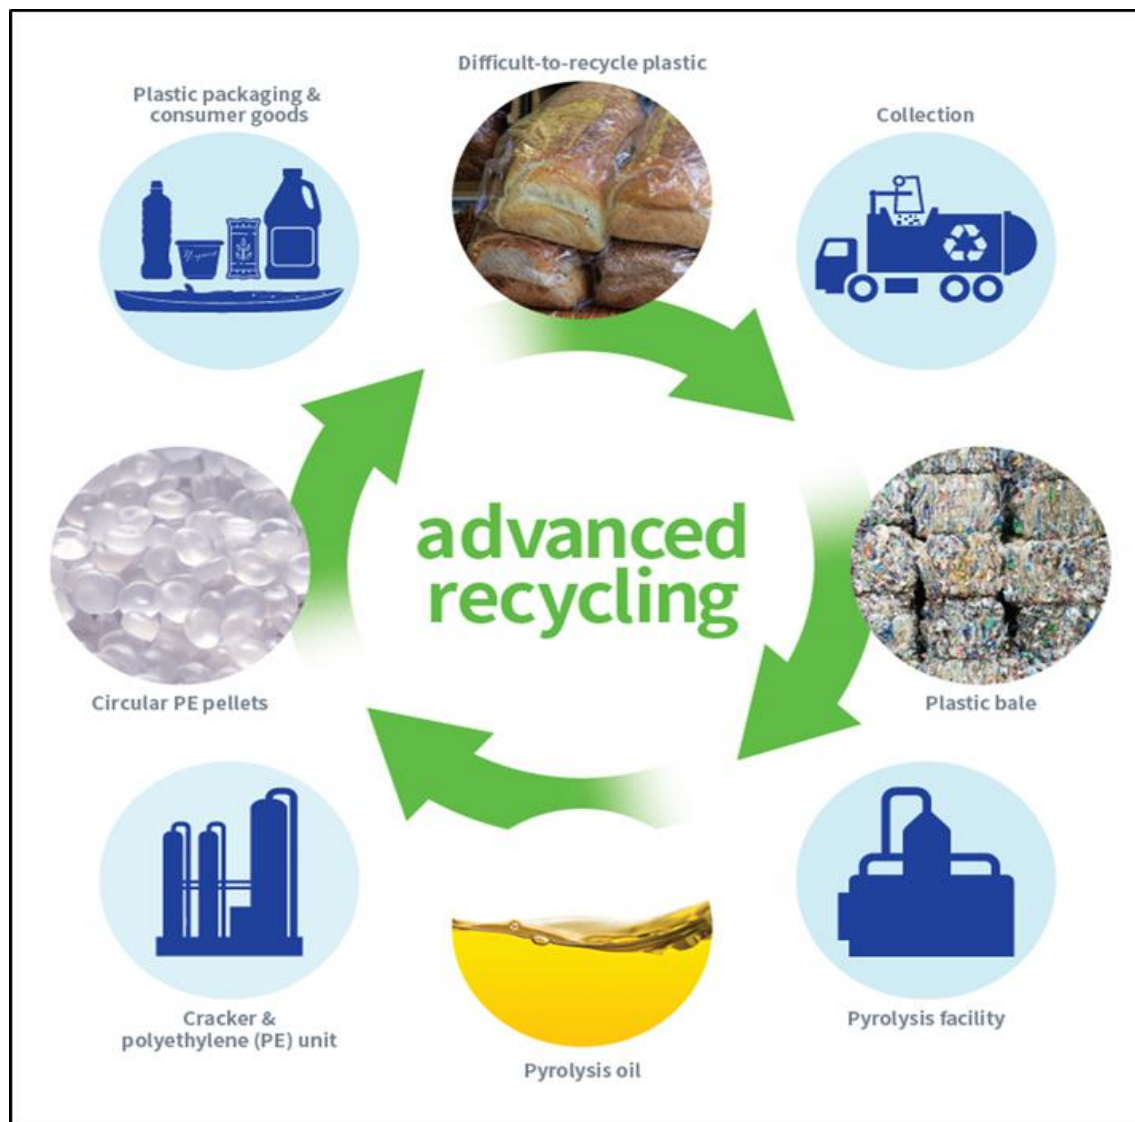 Difficult-to-recycle plastic
Plastic packaging &
consumer goods
Collection
advanced
recycling
Circular PE pellets
Plastic bale
Cracker &
polyethylene (PE) unit
Pyrolysis oil
Pyrolysis facility